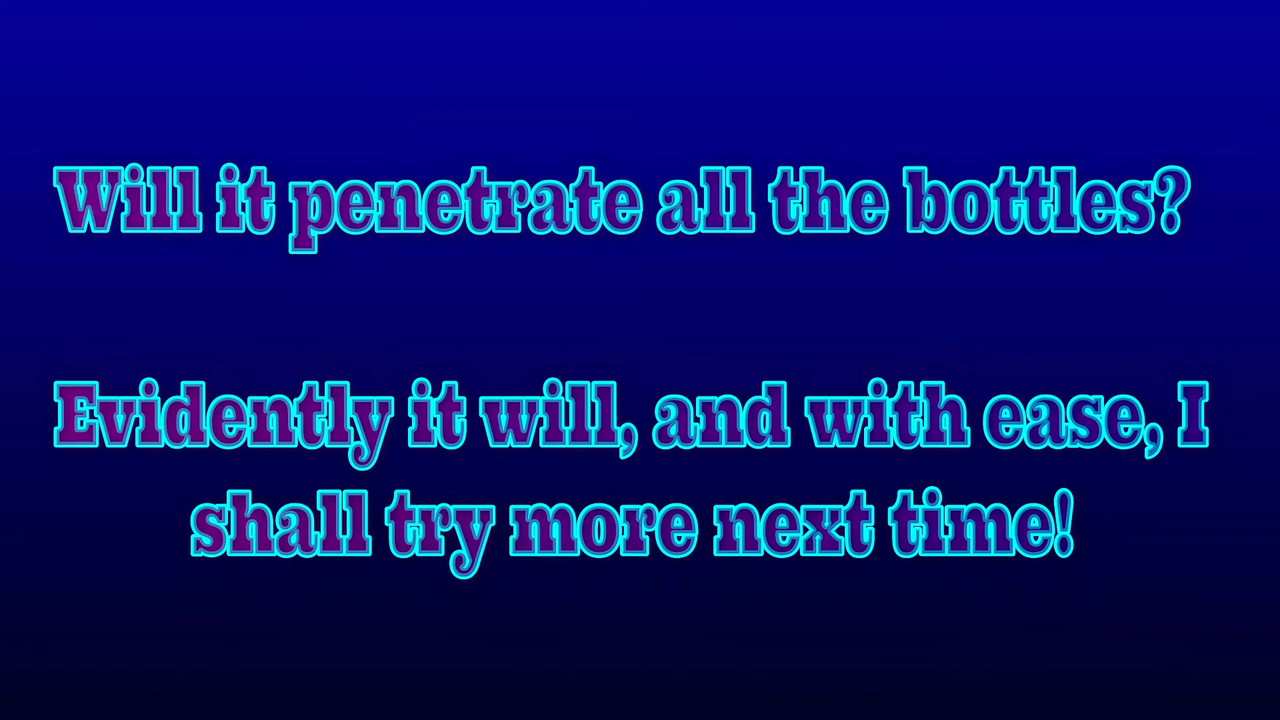 Will it penetrate all the bottles?
Evidently it will, and with ease, I
shall try more next time!